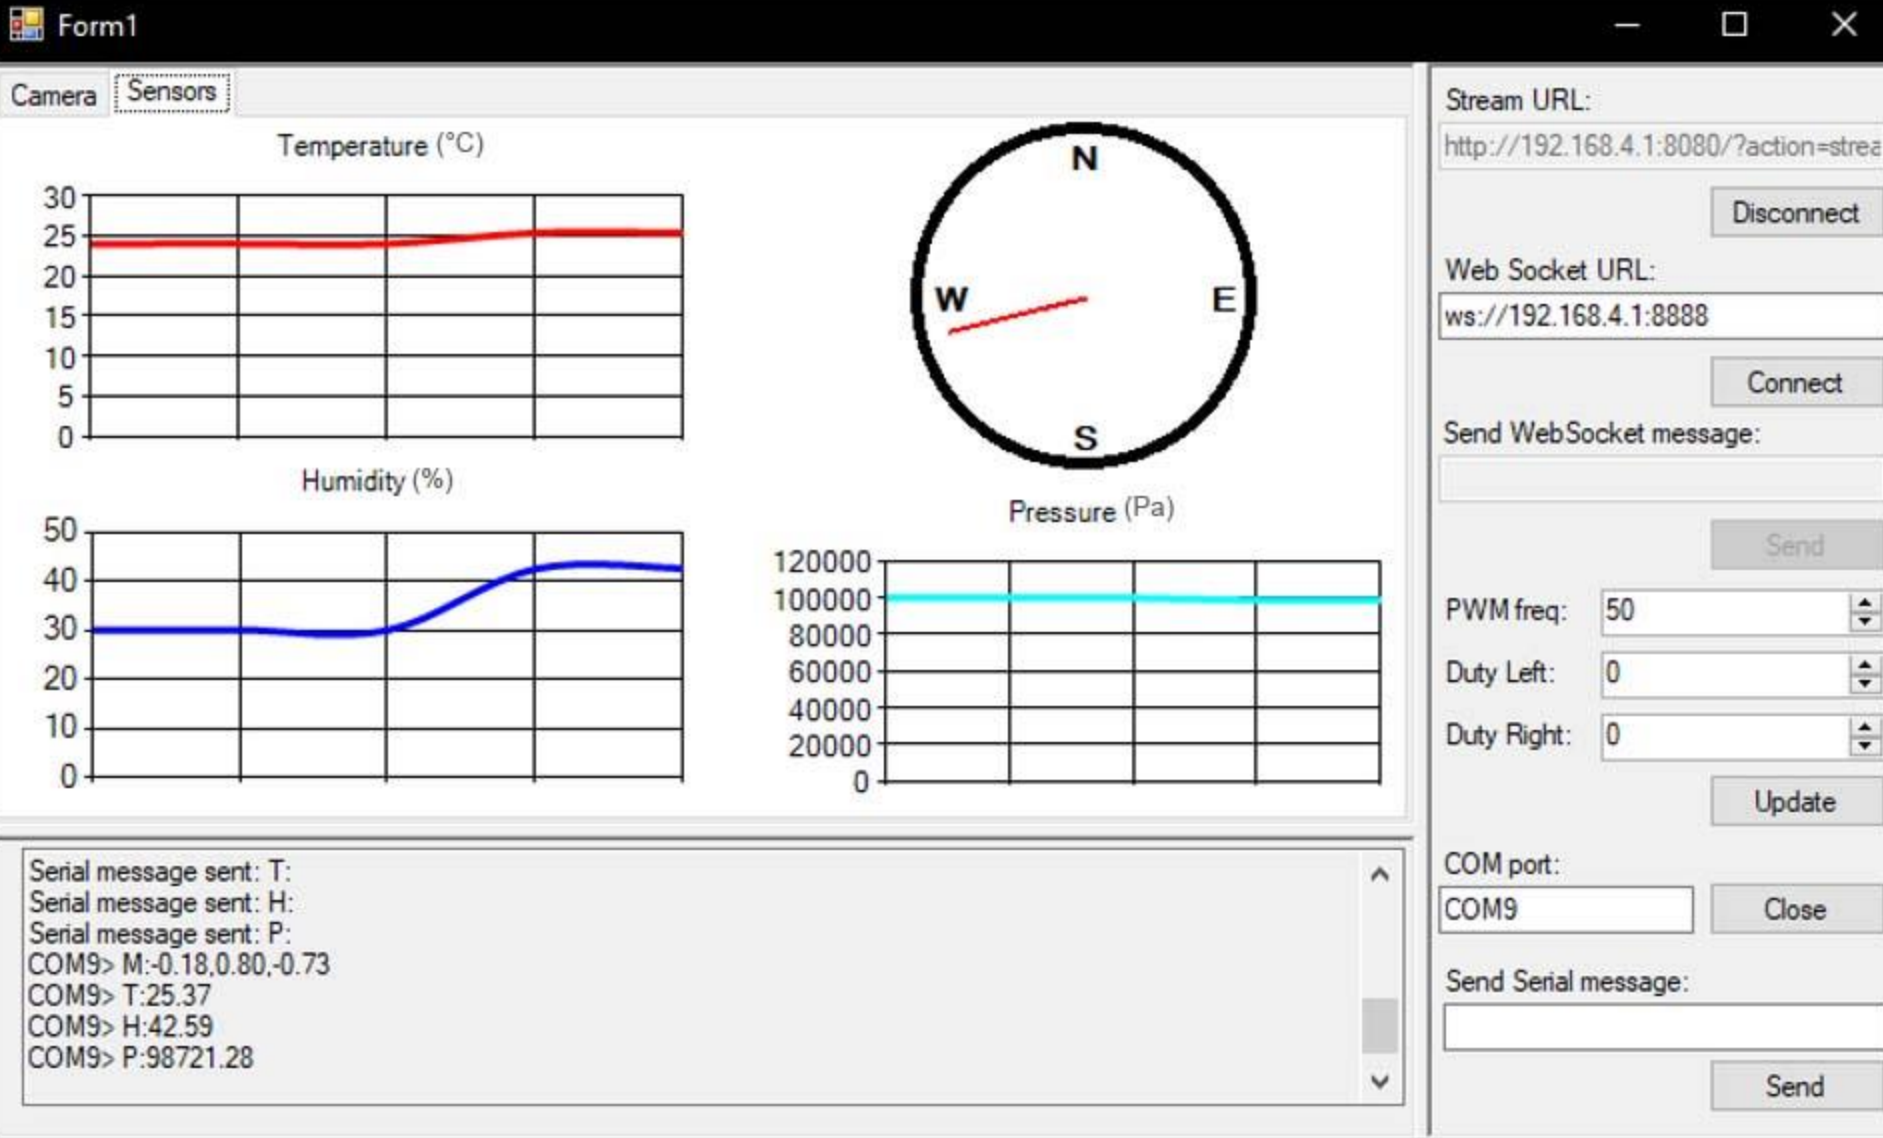 Form1
Camera
Sensors
Temperature (°C)
30
25
20
15
10
5
0
Humidity (%)
50
40
30
20
10
0
N
W
E
S
Pressure (Pa)
120000
100000
80000
60000
40000
20000
0
Serial message sent: T:
Serial message sent: H:
Serial message sent: P:
COM9> M:-0.18,0.80,-0.73
COM9> T:25.37
COM9> H:42.59
COM9> P:98721.28
Stream URL:
http://192.168.4.1:8080/?action=strea
Disconnect
Web Socket URL:
ws://192.168.4.1:8888
Connect
Send WebSocket message:
Send
PWM freq:
50
Duty Left:
0
Duty Right:
0
Update
COM port:
COM9
Close
Send Serial message:
Send